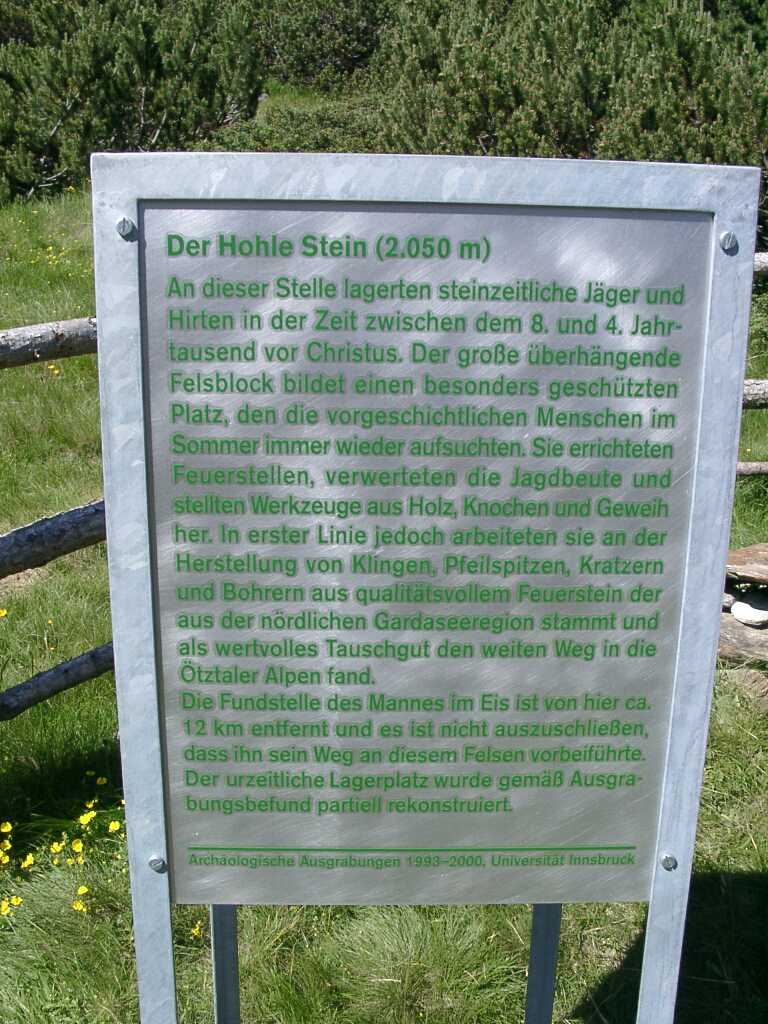 Der Hohle Stein (2.050 m)
An dieser Stelle lagerten steinzeitliche Jäger und
Hirten in der Zeit zwischen dem 8. und 4. Jahr-
tausend vor Christus. Der große überhängende
Felsblock bildet einen besonders geschützten
Platz, den die vorgeschichtlichen Menschen im
Sommer immer wieder aufsuchten. Sie errichteten
Feuerstellen, verwerteten die Jagdbeute und
stellten Werkzeuge aus Holz, Knochen und Geweih
her. In erster Linie jedoch arbeiteten sie an der
Herstellung von Klingen, Pfeilspitzen, Kratzern
und Bohrern aus qualitätsvollem Feuerstein der
aus der nördlichen Gardaseeregion stammt und
als wertvolles Tauschgut den weiten Weg in die
Ötztaler Alpen fand.
Die Fundstelle des Mannes im Eis ist von hier ca.
12 km entfernt und es ist nicht auszuschließen,
dass ihn sein Weg an diesem Felsen vorbeiführte.
Der urzeitliche Lagerplatz wurde gemäß Ausgra-
bungsbefund partiell rekonstruiert.
Archäologische Ausgrabungen 1993–2000, Universität Innsbruck